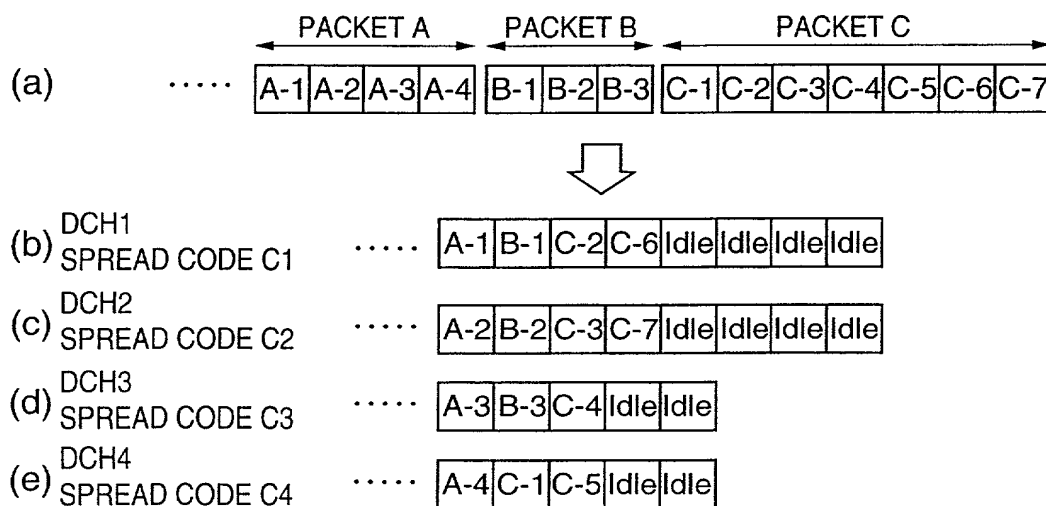 PACKET A PACKET B PACKET C
(a) ..... A-1 A-2 A-3 A-4 B-1 B-2 B-3 C-1 C-2 C-3 C-4 C-5 C-6 C-7
(b) DCH1
SPREAD CODE C1 ..... A-1 B-1 C-2 C-6 Idle Idle Idle Idle
(c) DCH2
SPREAD CODE C2 ..... A-2 B-2 C-3 C-7 Idle Idle Idle Idle
(d) DCH3
SPREAD CODE C3 ..... A-3 B-3 C-4 Idle Idle
(e) DCH4
SPREAD CODE C4 ..... A-4 C-1 C-5 Idle Idle